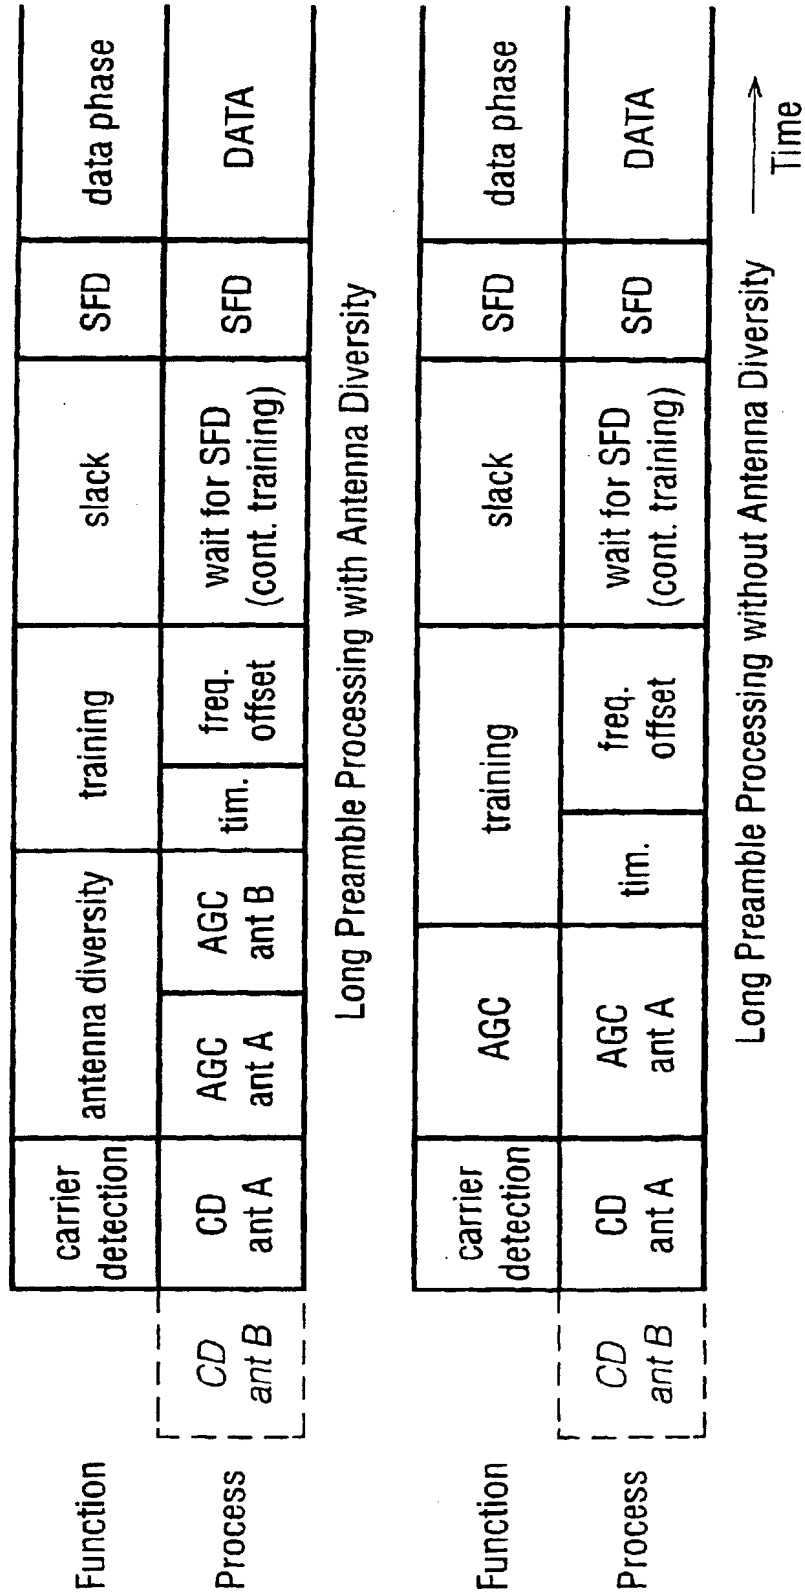 Function
carrier
detection
antenna diversity
training
slack
SFD
data phase
Process
CD
ant B
CD
ant A
AGC
ant A
AGC
ant B
tim.
freq.
offset
wait for SFD
(cont. training)
SFD
DATA
Long Preamble Processing with Antenna Diversity
Function
carrier
detection
AGC
training
slack
SFD
data phase
Process
CD
ant B
CD
ant A
AGC
ant A
tim.
freq.
offset
wait for SFD
(cont. training)
SFD
DATA
Long Preamble Processing without Antenna Diversity
Time